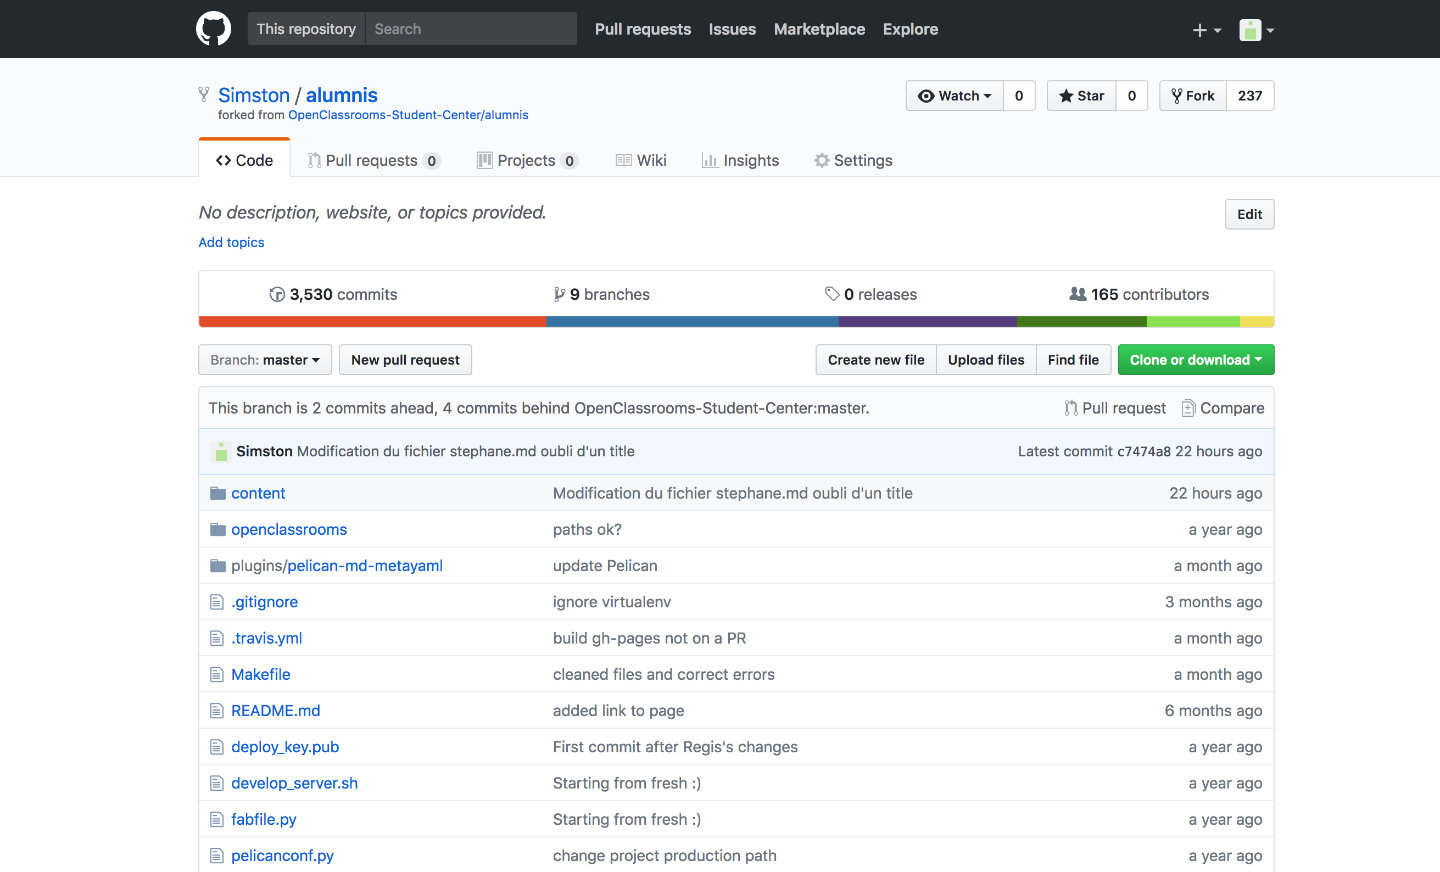 This repository Search Pull requests Issues Marketplace Explore
Simston / alumnis
Watch 0 Star 0 Fork 237
forked from OpenClassrooms-Student-Center/alumnis
Code Pull requests 0 Projects 0 Wiki Insights Settings
No description, website, or topics provided.
Edit
Add topics
3,530 commits 9 branches 0 releases 165 contributors
Branch: master New pull request Create new file Upload files Find file Clone or download
This branch is 2 commits ahead, 4 commits behind OpenClassrooms-Student-Center:master. Pull request Compare
Simston Modification du fichier stephane.md oubli d'un title Latest commit c7474a8 22 hours ago
content Modification du fichier stephane.md oubli d'un title 22 hours ago
openclassrooms paths ok? a year ago
plugins/pelican-md-metayaml update Pelican a month ago
.gitignore ignore virtualenv 3 months ago
.travis.yml build gh-pages not on a PR a month ago
Makefile cleaned files and correct errors a month ago
README.md added link to page 6 months ago
deploy_key.pub First commit after Regis's changes a year ago
develop_server.sh Starting from fresh :) a year ago
fabfile.py Starting from fresh :) a year ago
pelicanconf.py change project production path a year ago